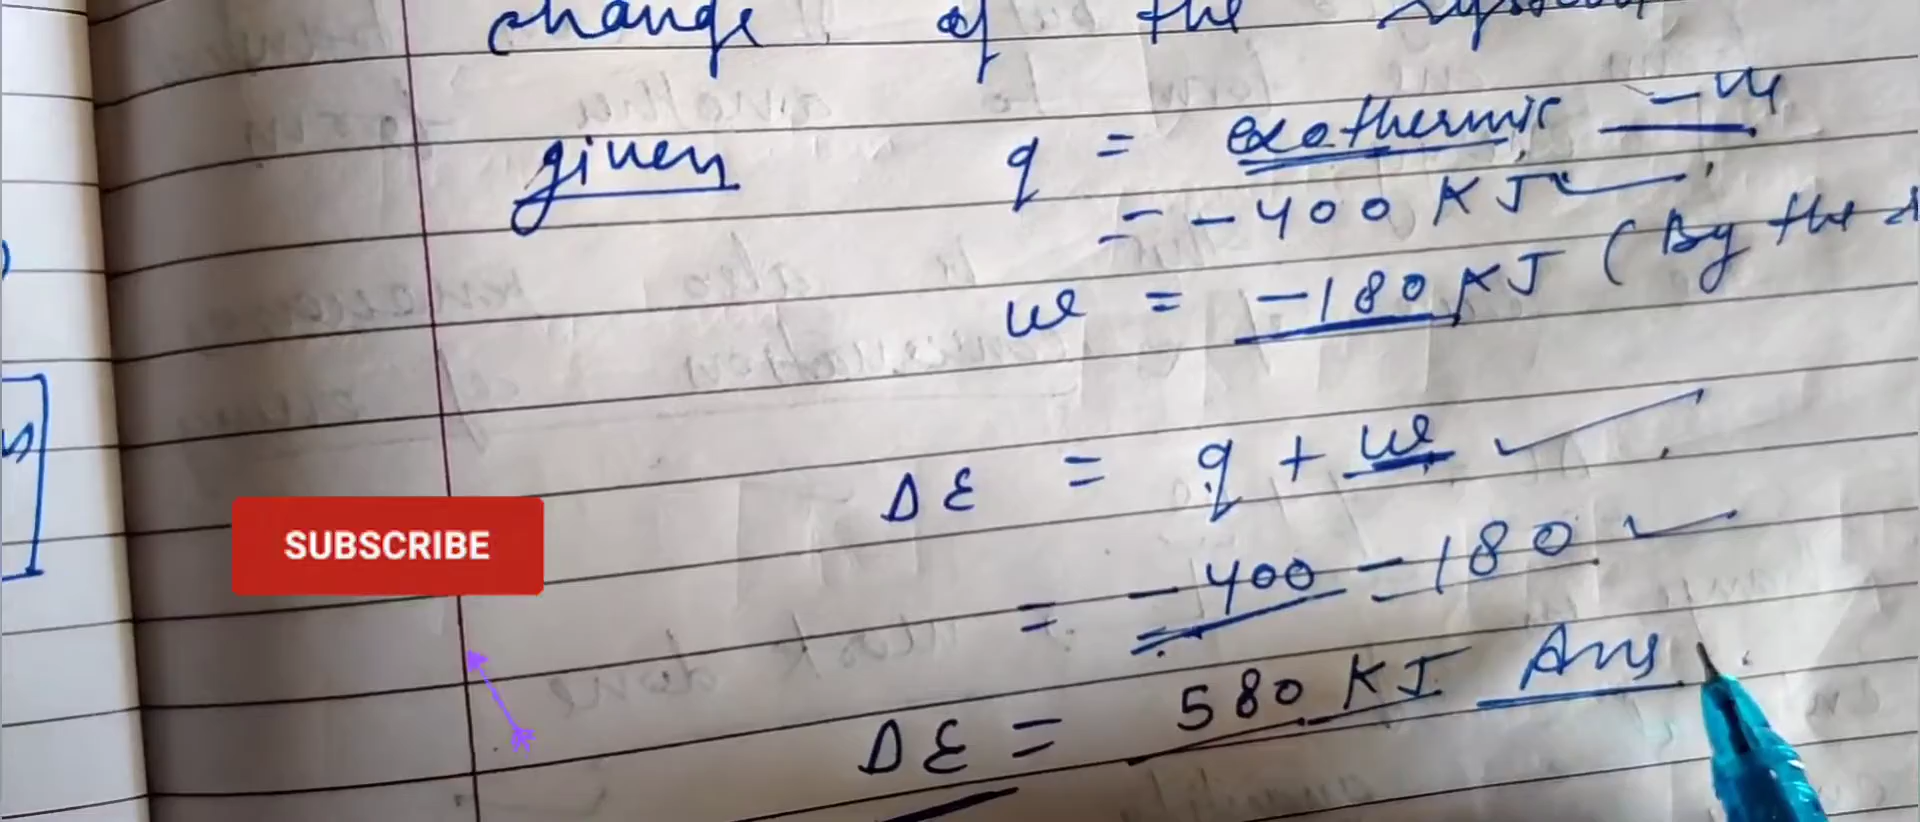 change of the
given q = exothermic -ve
= -400 KJ
w = -180 KJ (By the
ΔE = q + w
SUBSCRIBE
= -400 - 180
ΔE = 580 KJ Ans